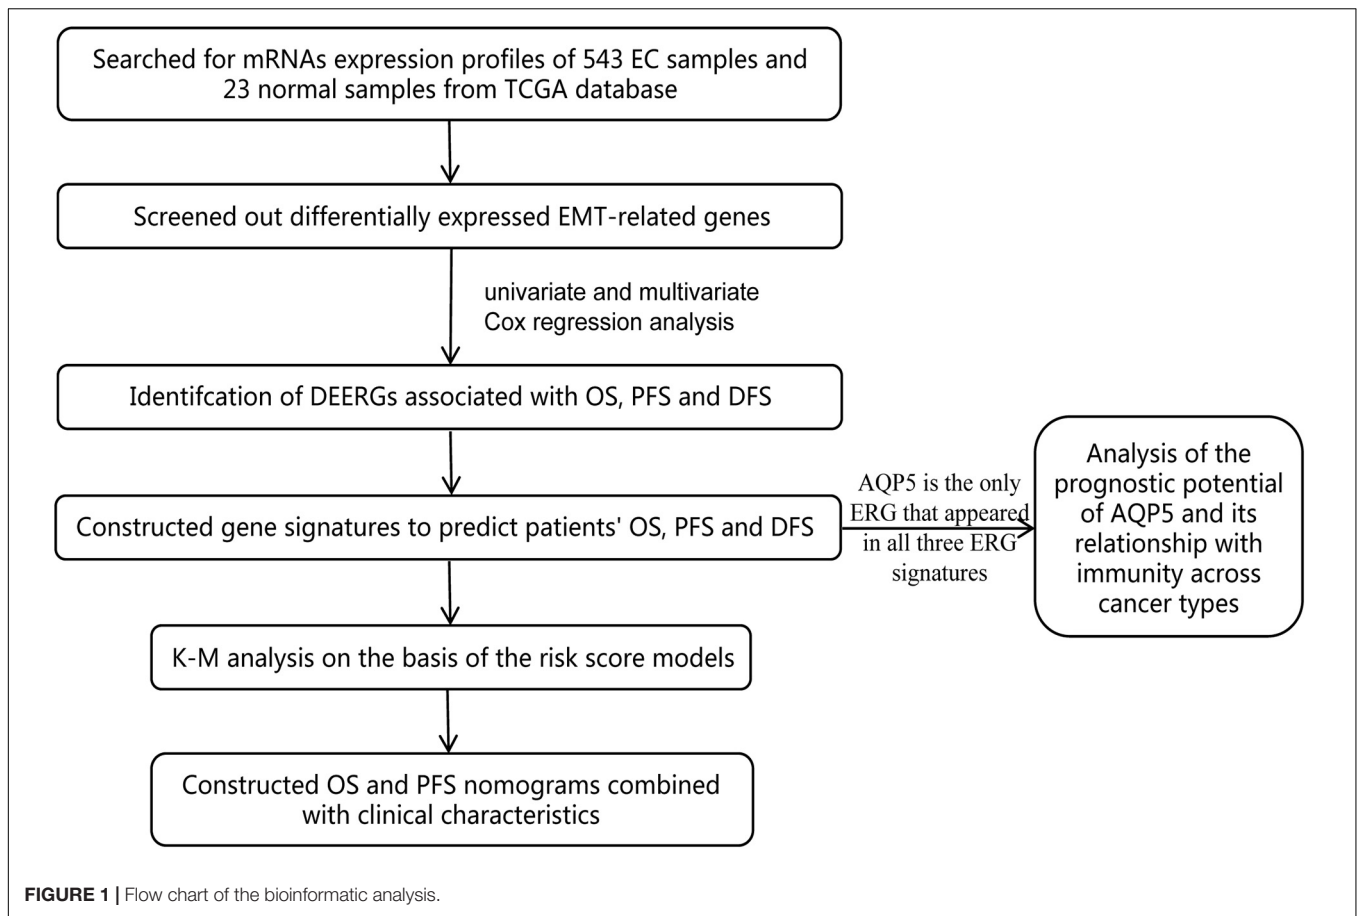 Searched for mRNAs expression profiles of 543 EC samples and
23 normal samples from TCGA database
Screened out differentially expressed EMT-related genes
univariate and multivariate
Cox regression analysis
Identifcation of DEERGs associated with OS, PFS and DFS
Constructed gene signatures to predict patients' OS, PFS and DFS
AQP5 is the only
ERG that appeared
in all three ERG
signatures
Analysis of the
prognostic potential
of AQP5 and its
relationship with
immunity across
cancer types
K-M analysis on the basis of the risk score models
Constructed OS and PFS nomograms combined
with clinical characteristics
FIGURE 1 | Flow chart of the bioinformatic analysis.